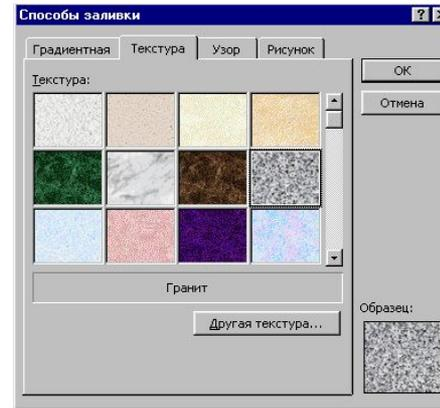 Способы заливки
Градиентная Текстура Узор Рисунок
Текстура:
ОК
Отмена
Гранит
Другая текстура...
Образец: